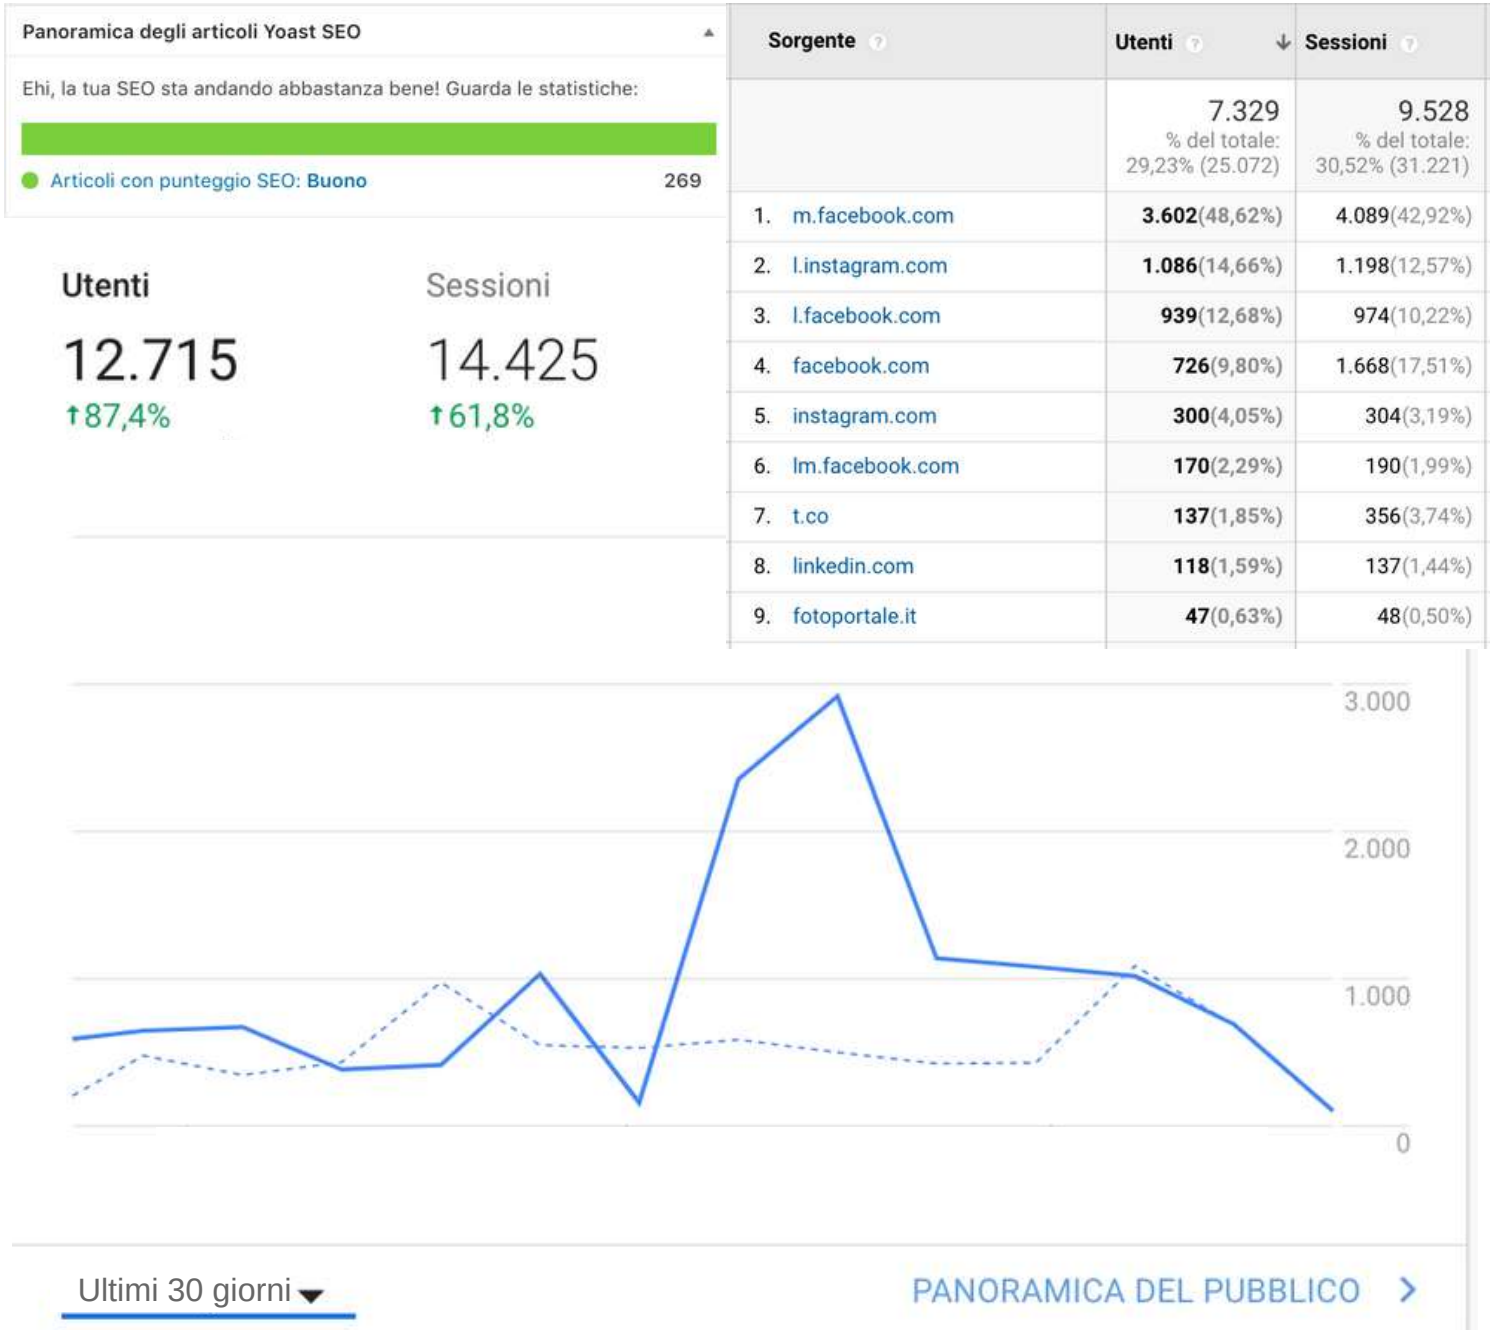 Panoramica degli articoli Yoast SEO
Ehi, la tua SEO sta andando abbastanza bene! Guarda le statistiche:
Articoli con punteggio SEO: Buono 269
Utenti Sessioni
12.715 14.425
87,4% 61,8%
Sorgente Utenti Sessioni
7.329 9.528
% del totale: % del totale:
29,23% (25.072) 30,52% (31.221)
1. m.facebook.com 3.602(48,62%) 4.089(42,92%)
2. l.instagram.com 1.086(14,66%) 1.198(12,57%)
3. l.facebook.com 939(12,68%) 974(10,22%)
4. facebook.com 726(9,80%) 1.668(17,51%)
5. instagram.com 300(4,05%) 304(3,19%)
6. lm.facebook.com 170(2,29%) 190(1,99%)
7. t.co 137(1,85%) 356(3,74%)
8. linkedin.com 118(1,59%) 137(1,44%)
9. fotoportale.it 47(0,63%) 48(0,50%)
3.000
2.000
1.000
0
Ultimi 30 giorni PANORAMICA DEL PUBBLICO